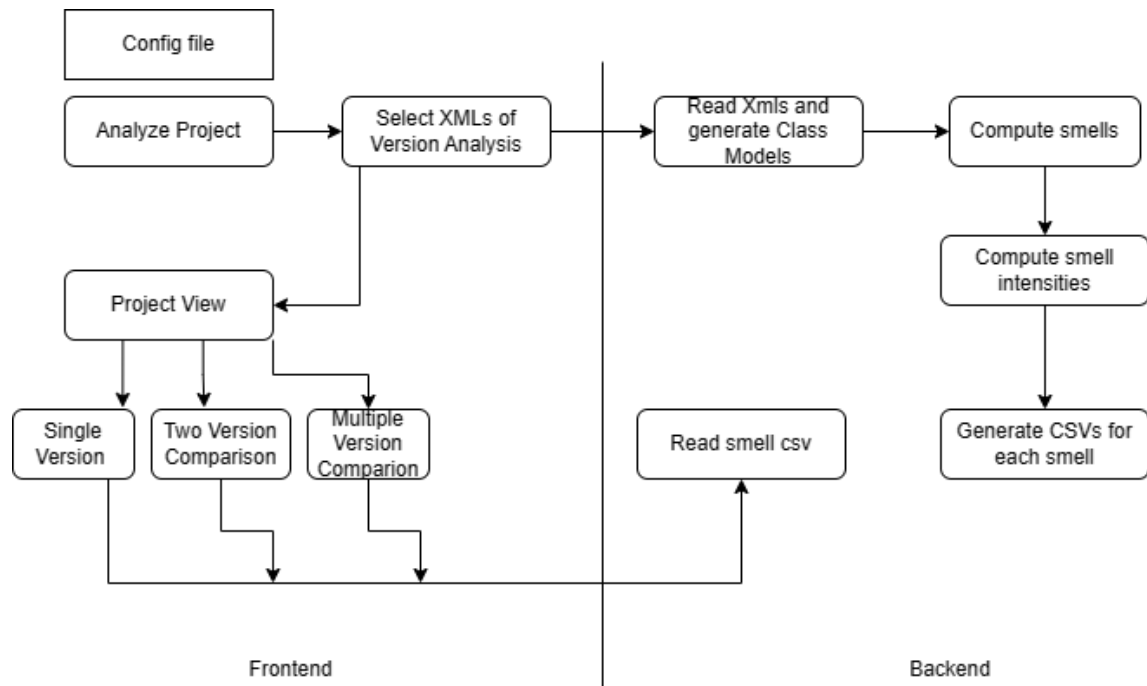 Config file
Analyze Project
Select XMLs of
Version Analysis
Read Xmls and
generate Class
Models
Compute smells
Compute smell
intensities
Project View
Single
Version
Two Version
Comparison
Multiple
Version
Comparion
Read smell csv
Generate CSVs for
each smell
Frontend
Backend